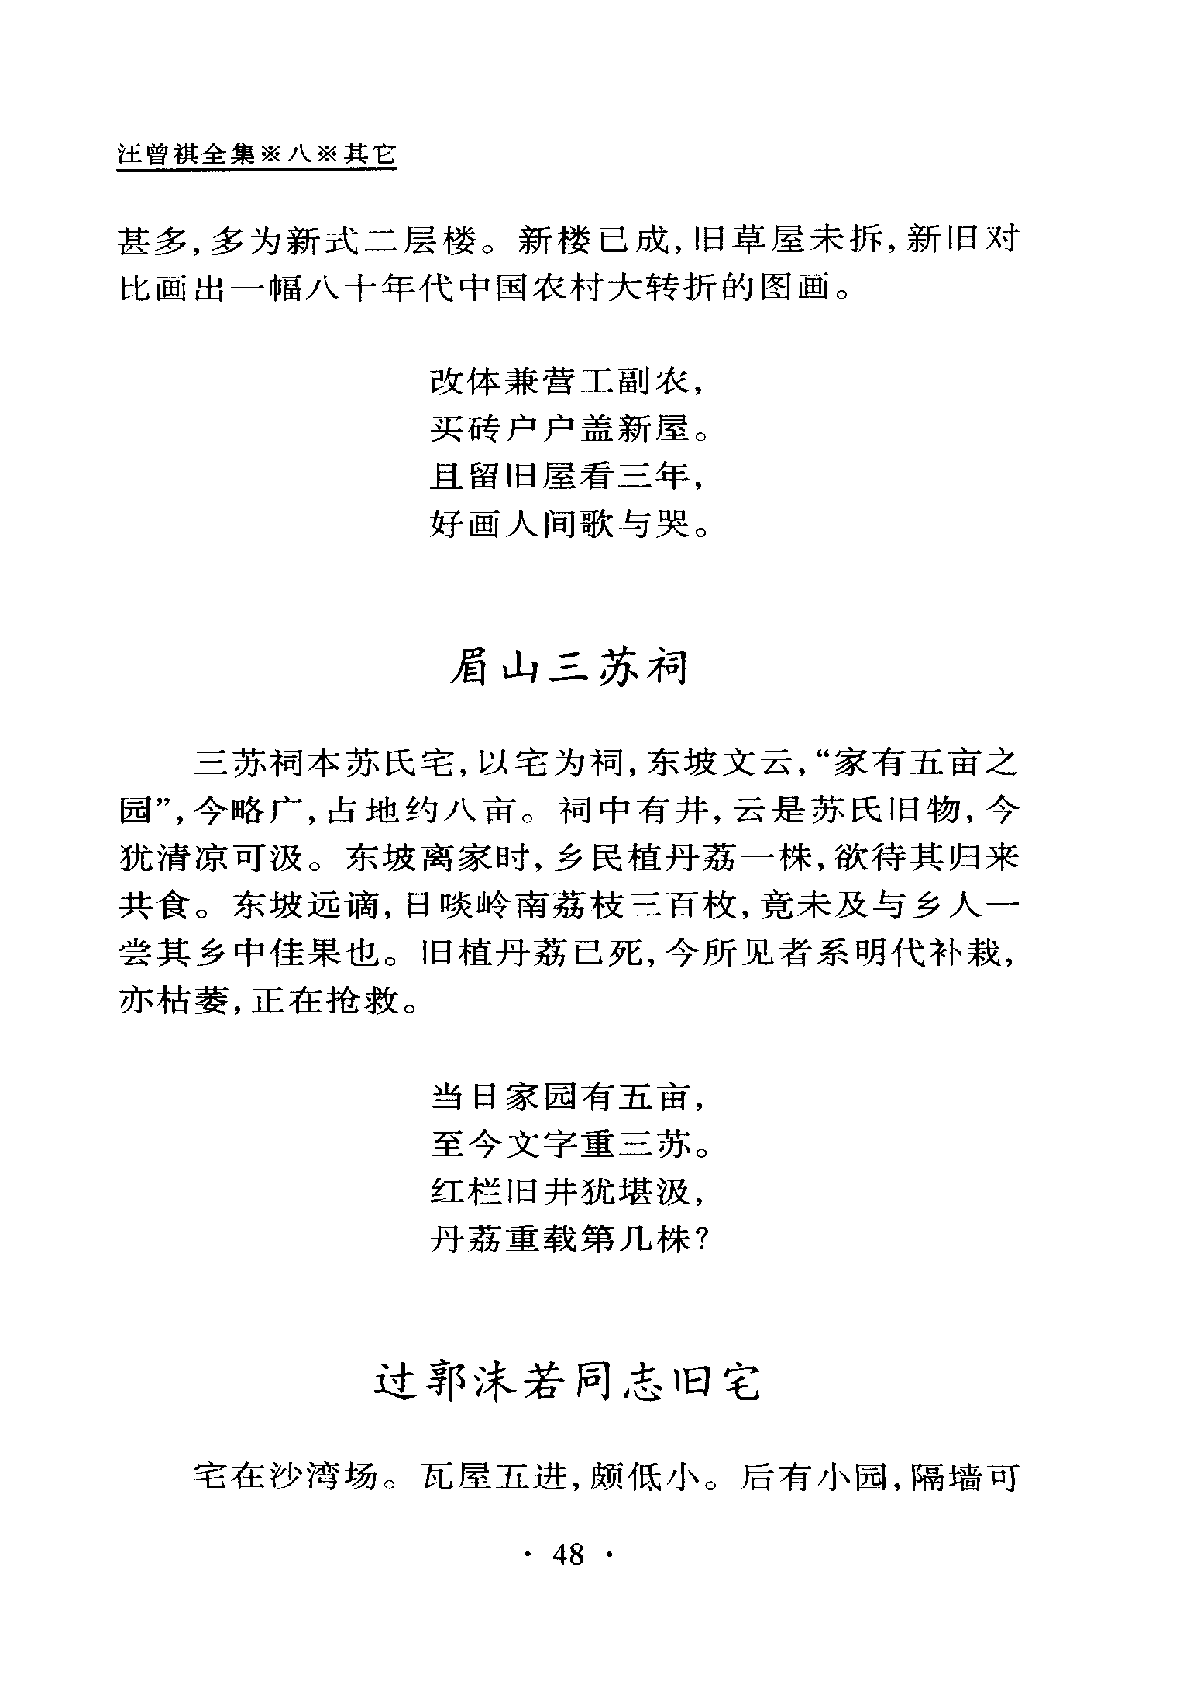 汪曾祺全集※八※其它
甚多,多为新式二层楼。新楼已成,旧草屋未拆,新旧对
比画出一幅八十年代中国农村大转折的图画。
改体兼营工副农,
买砖户户盖新屋。
且留旧屋看三年,
好画人间歌与哭。
眉山三苏祠
三苏祠本苏氏宅,以宅为祠,东坡文云,“家有五亩之
园”,今略广,占地约八亩。祠中有井,云是苏氏旧物,今
犹清凉可汲。东坡离家时,乡民植丹荔一株,欲待其归来
共食。东坡远谪,日啖岭南荔枝三百枚,竟未及与乡人一
尝其乡中佳果也。旧植丹荔已死,今所见者系明代补栽,
亦枯萎,正在抢救。
当日家园有五亩,
至今文字重三苏。
红栏旧井犹堪汲,
丹荔重载第几株?
过郭沫若同志旧宅
宅在沙湾场。瓦屋五进,颇低小。后有小园,隔墙可
· 48 ·